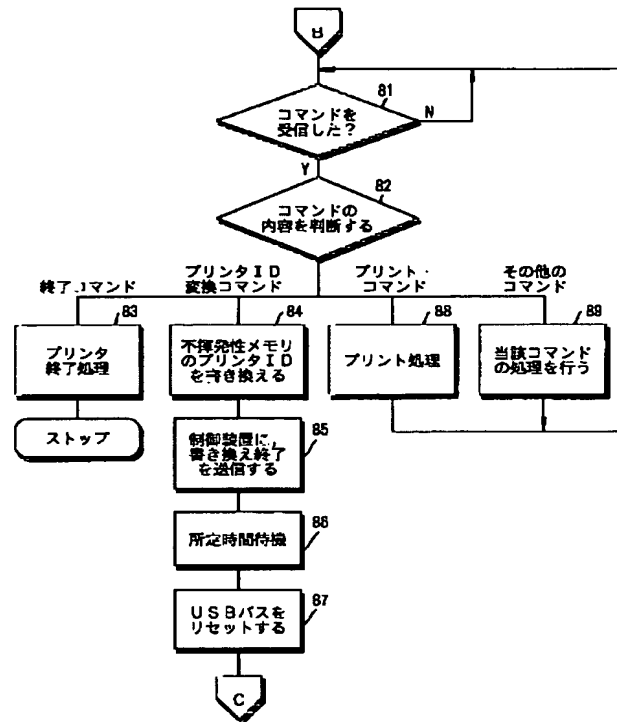 B
81
コマンドを
受信した?
N
Y
82
コマンドの
内容を判断する
終了コマンド
プリンタID
変換コマンド
プリント・
コマンド
その他の
コマンド
83
プリンタ
終了処理
84
不揮発性メモリ
のプリンタID
を書き換える
88
プリント処理
89
当該コマンド
の処理を行う
ストップ
85
制御装置に、
書き換え終了
を送信する
86
所定時間待機
87
USBバスを
リセットする
C